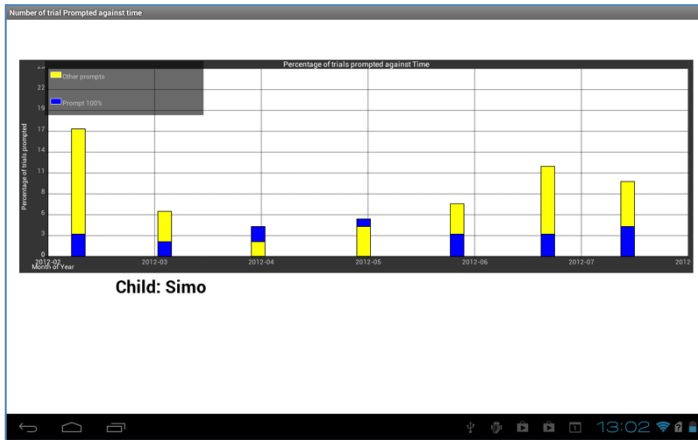 Number of trial Prompted against time
Percentage of trials prompted against Time
Other prompts
Prompt 100%
Percentage of trials prompted
22
19
17
14
11
8
6
3
0
2012-02 2012-03 2012-04 2012-05 2012-06 2012-07 2012
Month of Year
Child: Simo
13:02